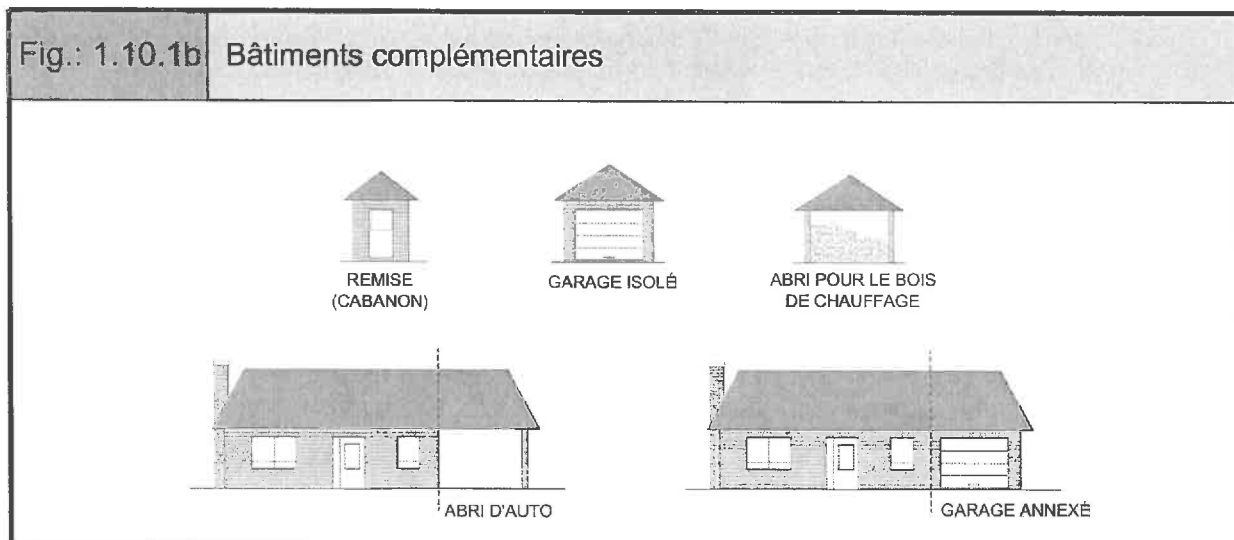 Fig.: 1.10.1b
Bâtiments complémentaires
REMISE
(CABANON)
GARAGE ISOLÉ
ABRI POUR LE BOIS
DE CHAUFFAGE
ABRI D'AUTO
GARAGE ANNEXÉ